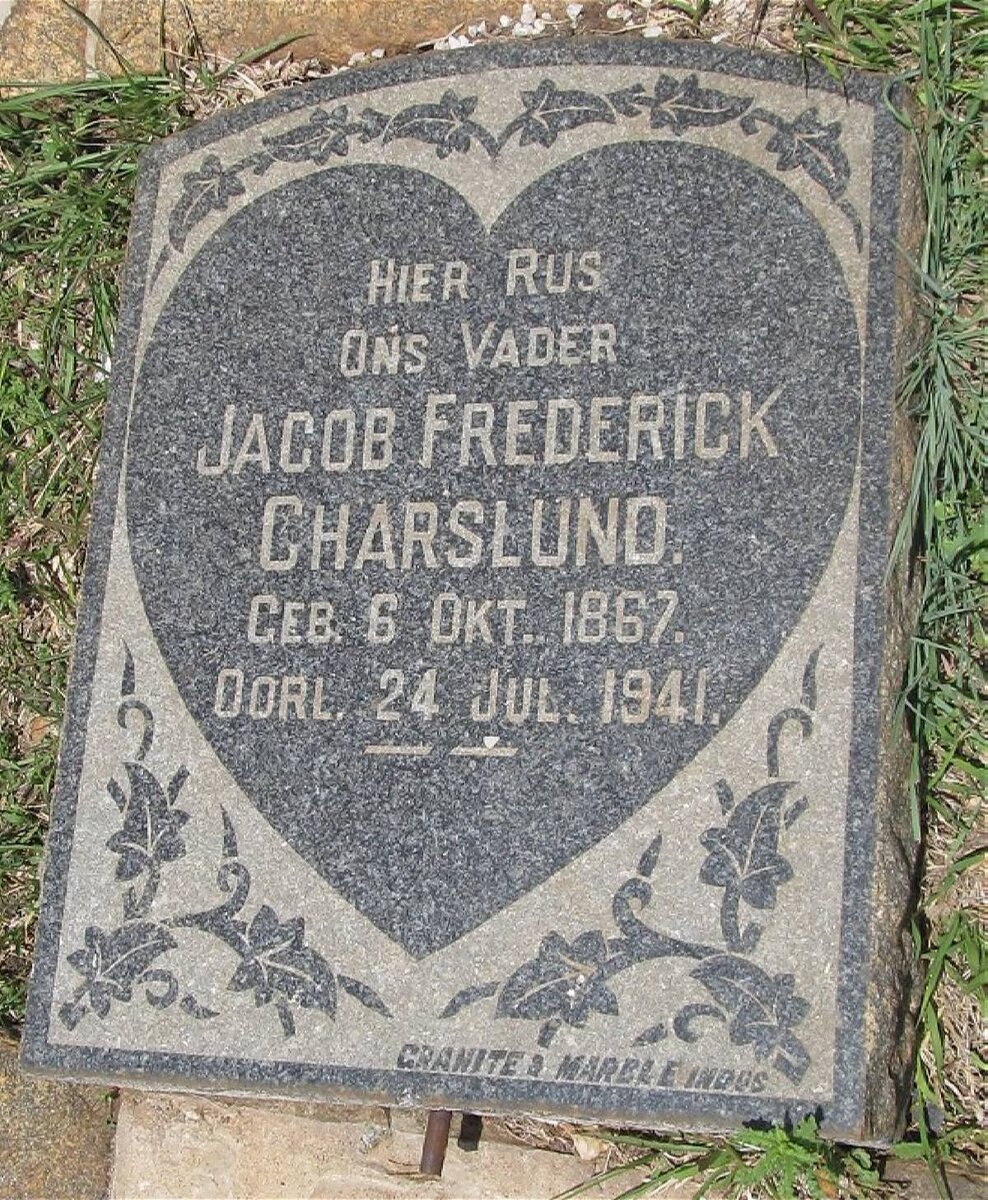 HIER RUS
ONS VADER
JACOB FREDERICK
CHARSLUND.
GEB. 6 OKT. 1867.
OORL. 24 JUL. 1941.
GRANITE & MARBLE INDUS